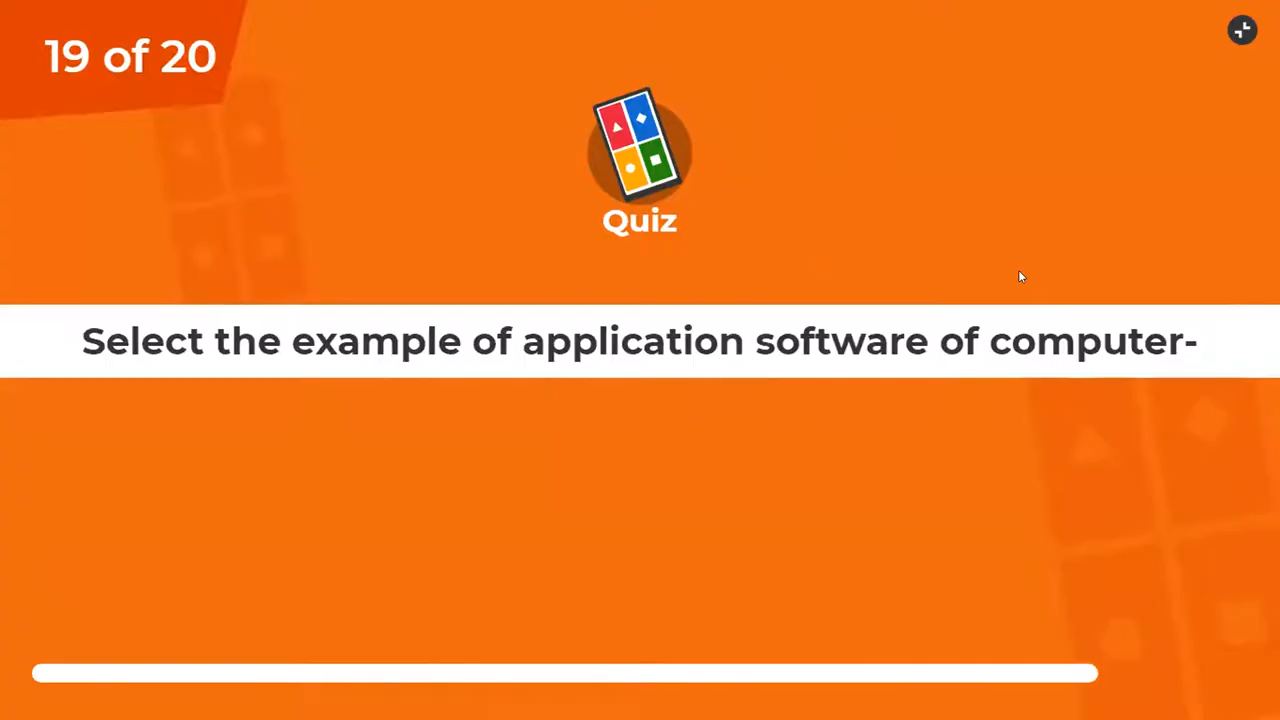 19 of 20
Quiz
Select the example of application software of computer-